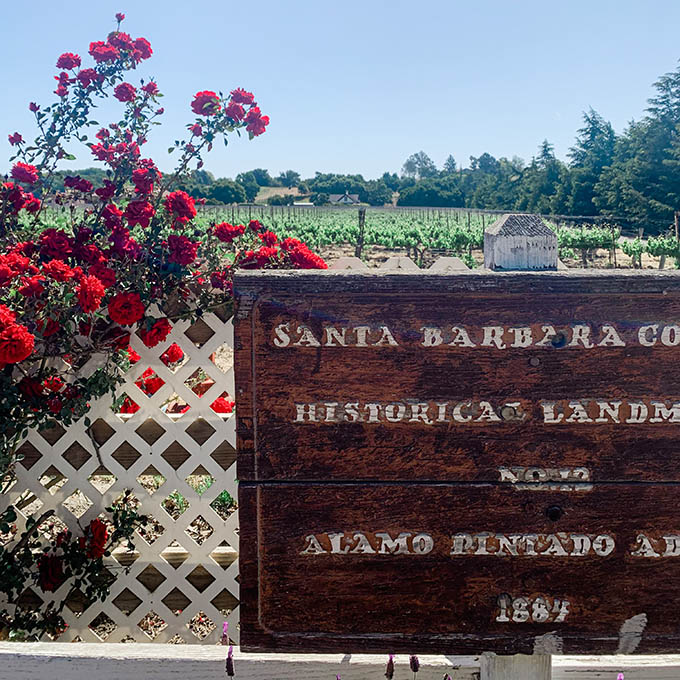 SANTA BARBARA CO
HISTORICAL LANDM
NO 12
ALAMO PINTADO AD
1884